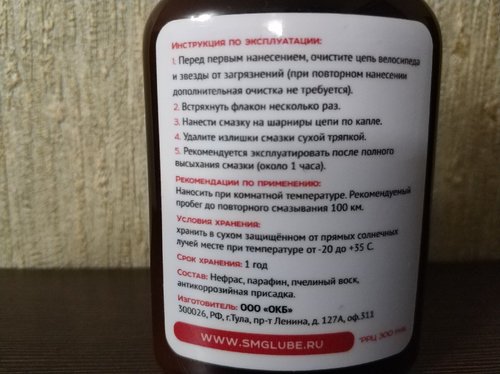 ИНСТРУКЦИЯ ПО ЭКСПЛУАТАЦИИ:
1. Перед первым нанесением, очистите цепь велосипеда
и звезды от загрязнений (при повторном нанесении
дополнительная очистка не требуется).
2. Встряхнуть флакон несколько раз.
3. Нанести смазку на шарниры цепи по капле.
4. Удалите излишки смазки сухой тряпкой.
5. Рекомендуется эксплуатировать после полного
высыхания смазки (около 1 часа).
РЕКОМЕНДАЦИИ ПО ПРИМЕНЕНИЮ:
Наносить при комнатной температуре. Рекомендуемый
пробег до повторного смазывания 100 км.
УСЛОВИЯ ХРАНЕНИЯ:
хранить в сухом защищённом от прямых солнечных
лучей месте при температуре от -20 до +35 С.
СРОК ХРАНЕНИЯ: 1 год
СОСТАВ: Нефрас, парафин, пчелиный воск,
антикоррозийная присадка.
ИЗГОТОВИТЕЛЬ: ООО «ОКБ»
300026, РФ, г.Тула, пр-т Ленина, д. 127А, оф.311
WWW.SMGLUBE.RU
*РРЦ 300 РУБ.